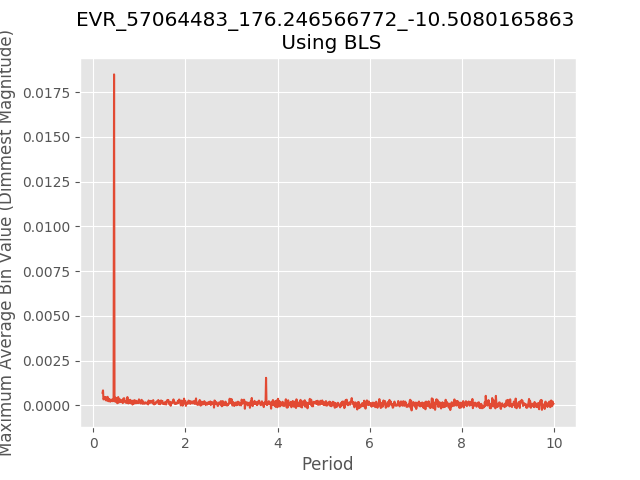 EVR_57064483_176.246566772_-10.5080165863
Using BLS
Maximum Average Bin Value (Dimmest Magnitude)
0.0175
0.0150
0.0125
0.0100
0.0075
0.0050
0.0025
0.0000
0 2 4 6 8 10
Period